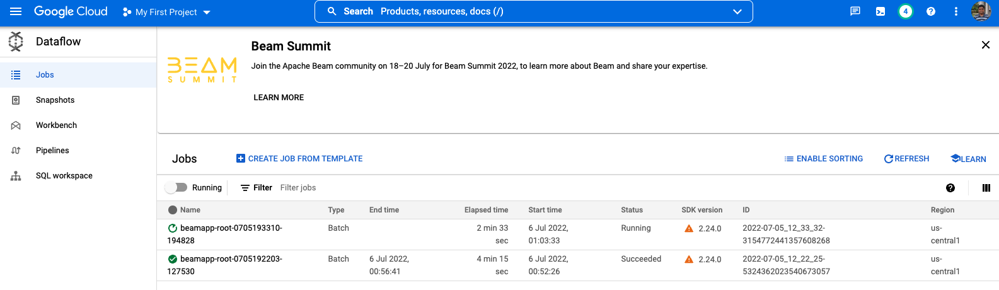 Google Cloud
My First Project
Search Products, resources, docs (/)
4
Dataflow
Jobs
Snapshots
Workbench
Pipelines
SQL workspace
BEAM
SUMMIT
Beam Summit
Join the Apache Beam community on 18–20 July for Beam Summit 2022, to learn more about Beam and share your expertise.
LEARN MORE
Jobs
CREATE JOB FROM TEMPLATE
ENABLE SORTING
REFRESH
LEARN
Running
Filter Filter jobs
Name Type End time Elapsed time Start time Status SDK version ID Region
beamapp-root-0705193310- Batch 2 min 33 6 Jul 2022, Running 2.24.0 2022-07-05_12_33_32- us-
194828 sec 01:03:33 3154772441357608268 central1
beamapp-root-0705192203- Batch 6 Jul 2022, 4 min 15 6 Jul 2022, Succeeded 2.24.0 2022-07-05_12_22_25- us-
127530 00:56:41 sec 00:52:26 5324362023540673057 central1